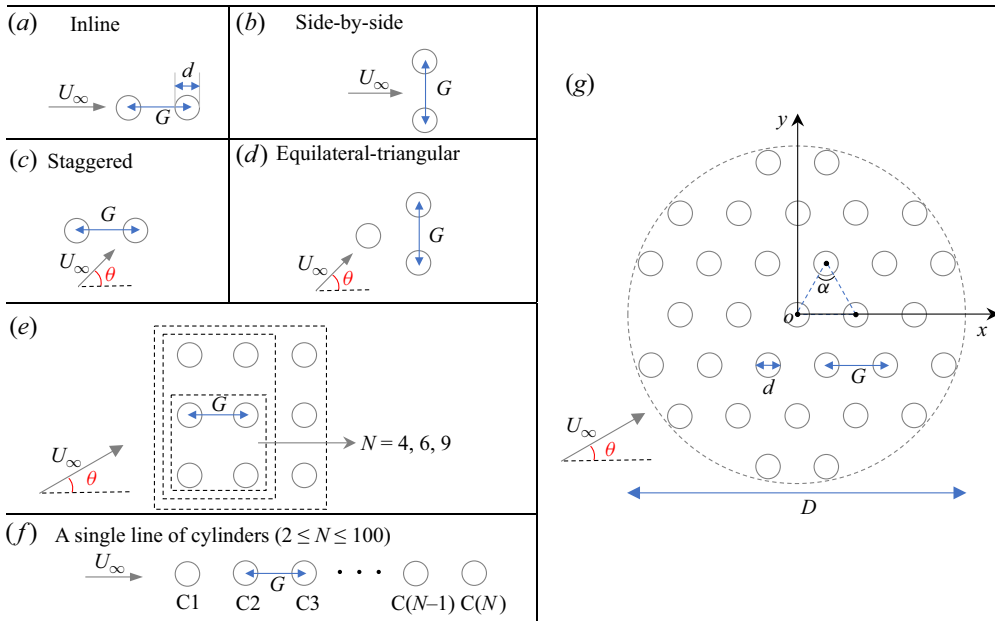 (a) Inline
d
U∞
G
(b) Side-by-side
U∞
G
(c) Staggered
G
U∞
θ
(d) Equilateral-triangular
G
U∞
θ
(e)
G
N = 4, 6, 9
U∞
θ
(f) A single line of cylinders (2 ≤ N ≤ 100)
U∞
G
· · ·
C1 C2 C3 C(N–1) C(N)
(g)
y
α
o
x
d
G
U∞
θ
D